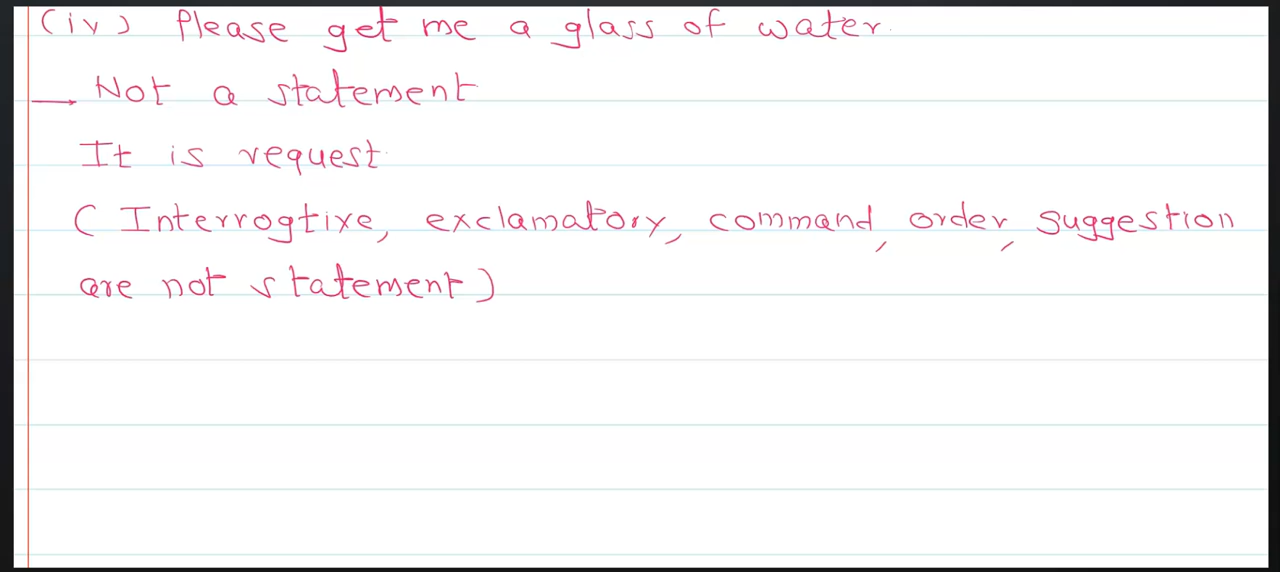 (iv) Please get me a glass of water.
→ Not a statement
It is request.
( Interrogtive, exclamatory, command, order, suggestion
are not statement)